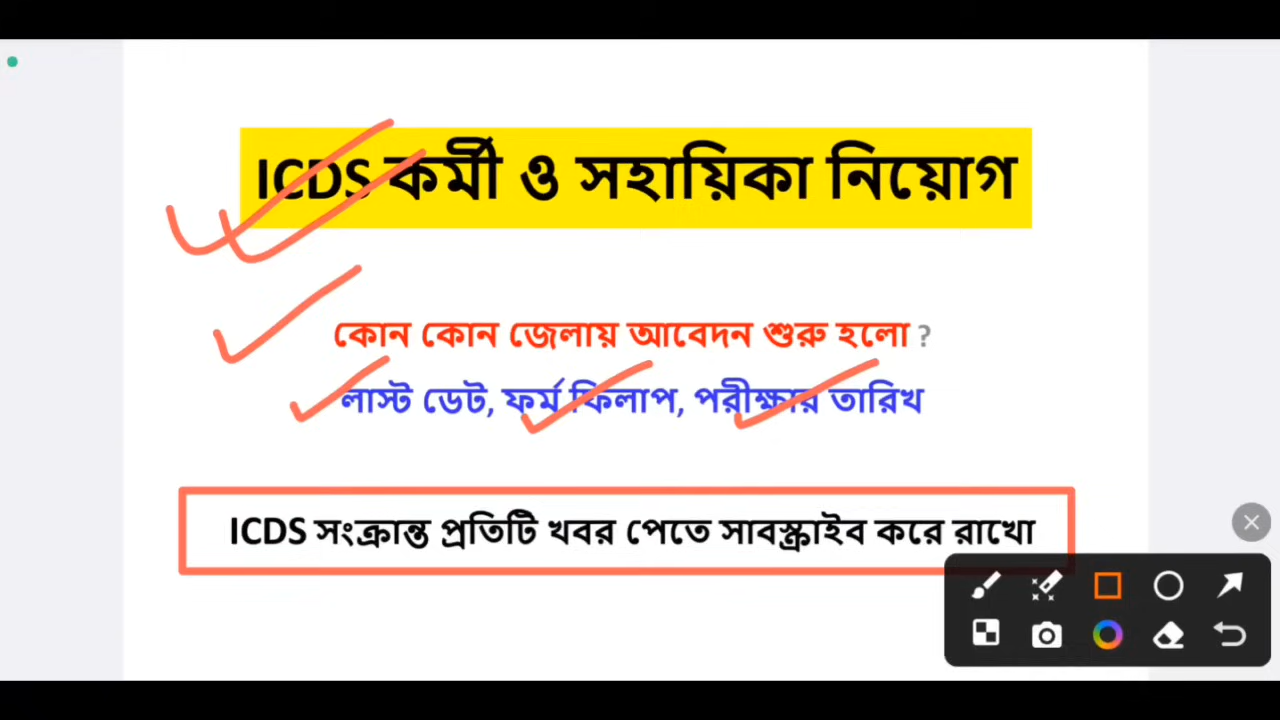 ICDS কর্মী ও সহায়িকা নিয়োগ
কোন কোন জেলায় আবেদন শুরু হলো ?
লাস্ট ডেট, ফর্ম ফিলাপ, পরীক্ষার তারিখ
ICDS সংক্রান্ত প্রতিটি খবর পেতে সাবস্ক্রাইব করে রাখো